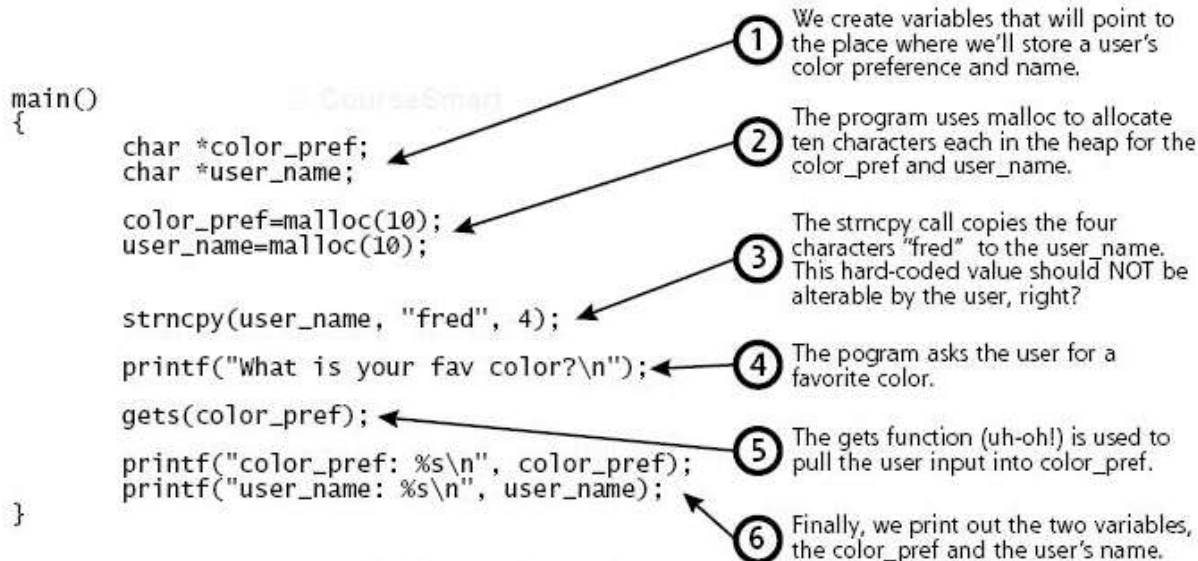 main()
{
char *color_pref;
char *user_name;
color_pref=malloc(10);
user_name=malloc(10);
strncpy(user_name, "fred", 4);
printf("What is your fav color?\n");
gets(color_pref);
printf("color_pref: %s\n", color_pref);
printf("user_name: %s\n", user_name);
}
CourseSmart
1
We create variables that will point to
the place where we'll store a user's
color preference and name.
2
The program uses malloc to allocate
ten characters each in the heap for the
color_pref and user_name.
3
The strncpy call copies the four
characters "fred" to the user_name.
This hard-coded value should NOT be
alterable by the user, right?
4
The pogram asks the user for a
favorite color.
5
The gets function (uh-oh!) is used to
pull the user input into color_pref.
6
Finally, we print out the two variables,
the color_pref and the user's name.